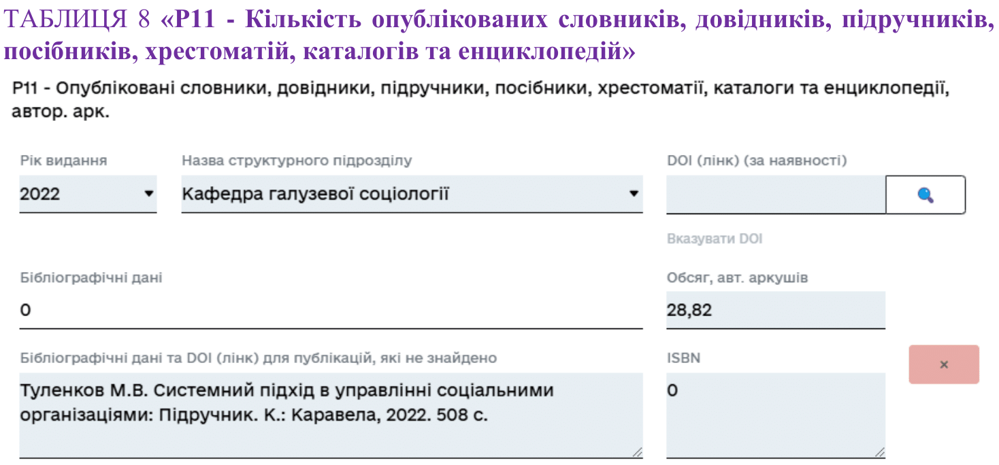 ТАБЛИЦЯ 8 «P11 - Кількість опублікованих словників, довідників, підручників,
посібників, хрестоматій, каталогів та енциклопедій»
P11 - Опубліковані словники, довідники, підручники, посібники, хрестоматії, каталоги та енциклопедії,
автор. арк.
Рік видання
Назва структурного підрозділу
DOI (лінк) (за наявності)
2022
Кафедра галузевої соціології
Вказувати DOI
Бібліографічні дані
Обсяг, авт. аркушів
0
28,82
Бібліографічні дані та DOI (лінк) для публікацій, які не знайдено
ISBN
×
Туленков М.В. Системний підхід в управлінні соціальними
організаціями: Підручник. К.: Каравела, 2022. 508 с.
0